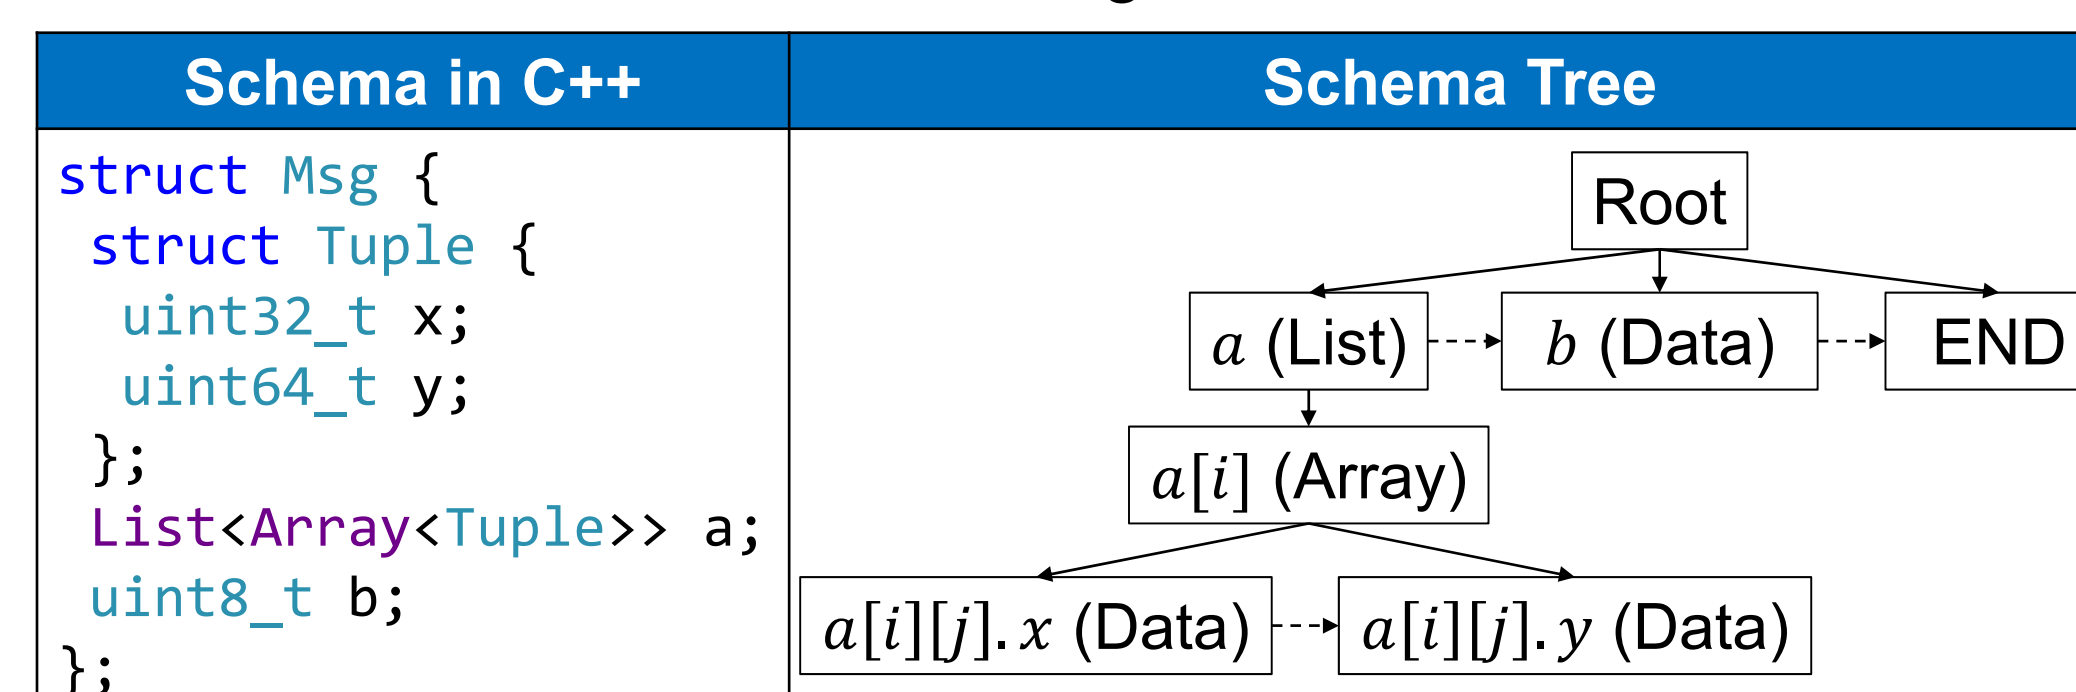 Schema in C++
Schema Tree
struct Msg {
struct Tuple {
uint32_t x;
uint64_t y;
};
List<Array<Tuple>> a;
uint8_t b;
};
Root
a (List)
b (Data)
END
a[i] (Array)
a[i][j].x (Data)
a[i][j].y (Data)